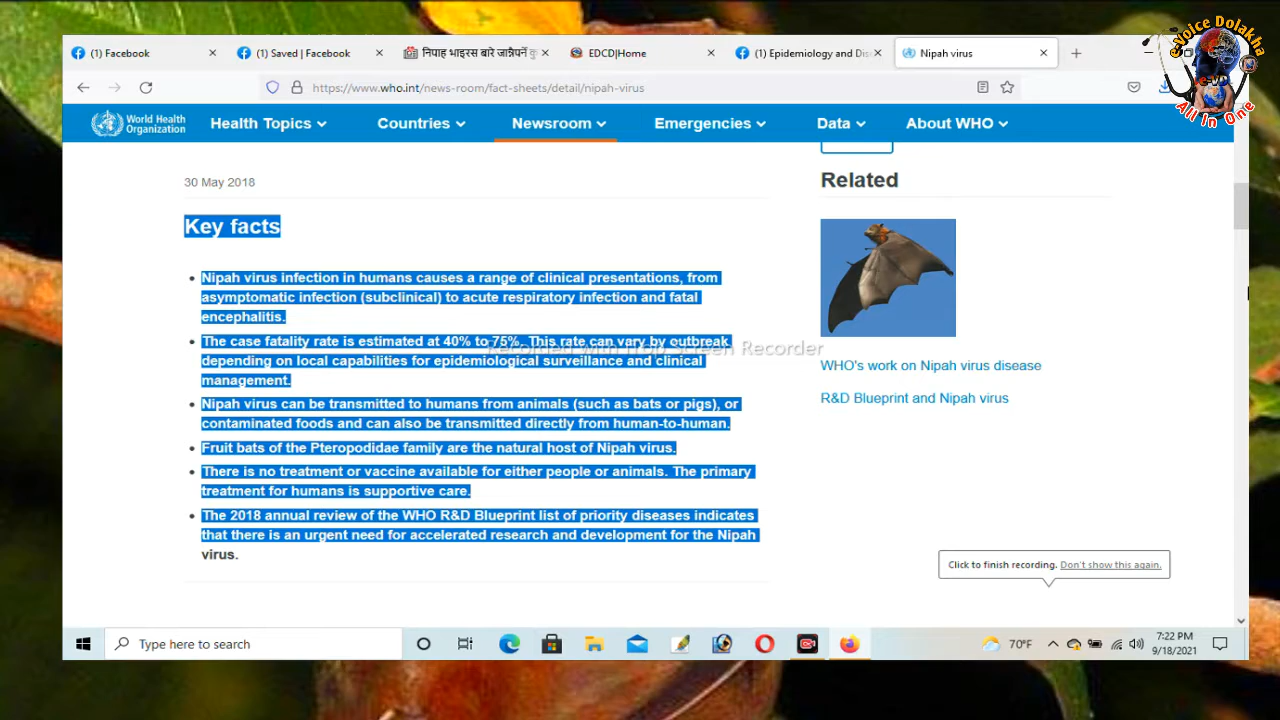 (1) Facebook
(1) Saved | Facebook
निपाह भाइरस बारे जान्नैपर्ने
EDCD|Home
(1) Epidemiology and Dis
Nipah virus
e-Voice Dolakha
e-VD
All In One
https://www.who.int/news-room/fact-sheets/detail/nipah-virus
World Health
Organization
Health Topics
Countries
Newsroom
Emergencies
Data
About WHO
30 May 2018
Related
Key facts
Nipah virus infection in humans causes a range of clinical presentations, from
asymptomatic infection (subclinical) to acute respiratory infection and fatal
encephalitis.
The case fatality rate is estimated at 40% to 75%. This rate can vary by outbreak
depending on local capabilities for epidemiological surveillance and clinical
management.
Recorded with iTop Screen Recorder
Nipah virus can be transmitted to humans from animals (such as bats or pigs), or
contaminated foods and can also be transmitted directly from human-to-human.
Fruit bats of the Pteropodidae family are the natural host of Nipah virus.
There is no treatment or vaccine available for either people or animals. The primary
treatment for humans is supportive care.
The 2018 annual review of the WHO R&D Blueprint list of priority diseases indicates
that there is an urgent need for accelerated research and development for the Nipah
virus.
WHO's work on Nipah virus disease
R&D Blueprint and Nipah virus
Click to finish recording. Don't show this again.
Type here to search
70°F
7:22 PM
9/18/2021